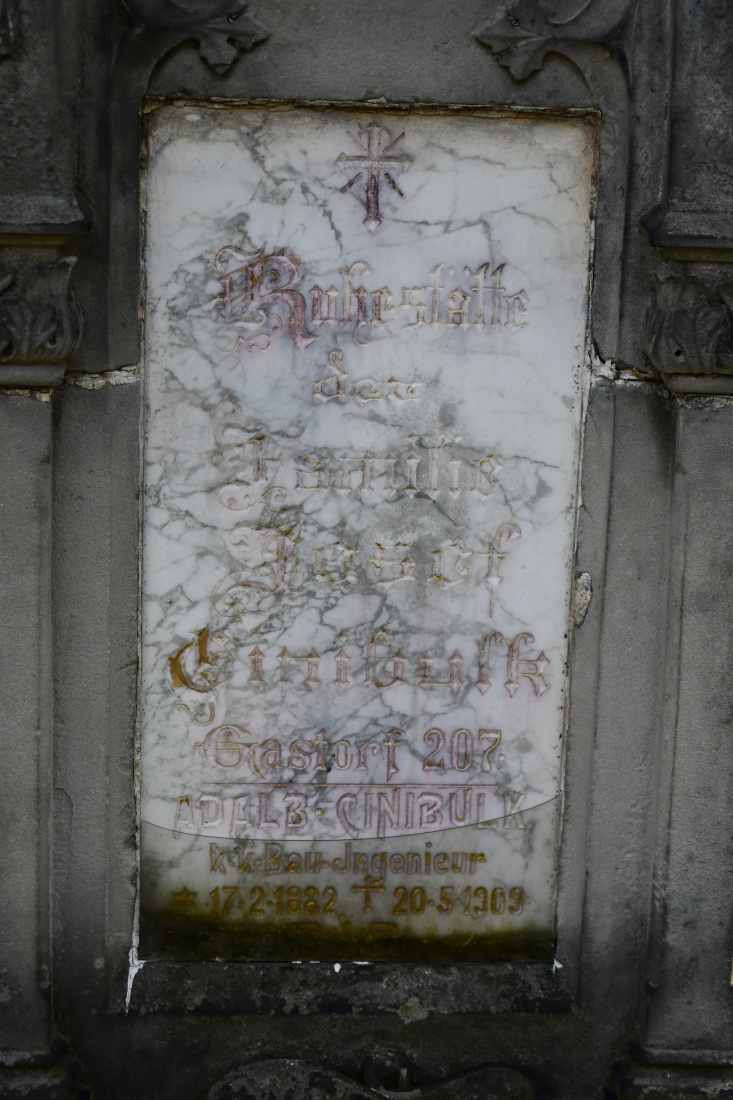 Ruhestätte
der
Familie
Josef
Cinibulk
Gastorf 207.
ADALB. CINIBULK
k.k. Bau-Ingenieur
* 17.2.1882 † 20.5.1909.